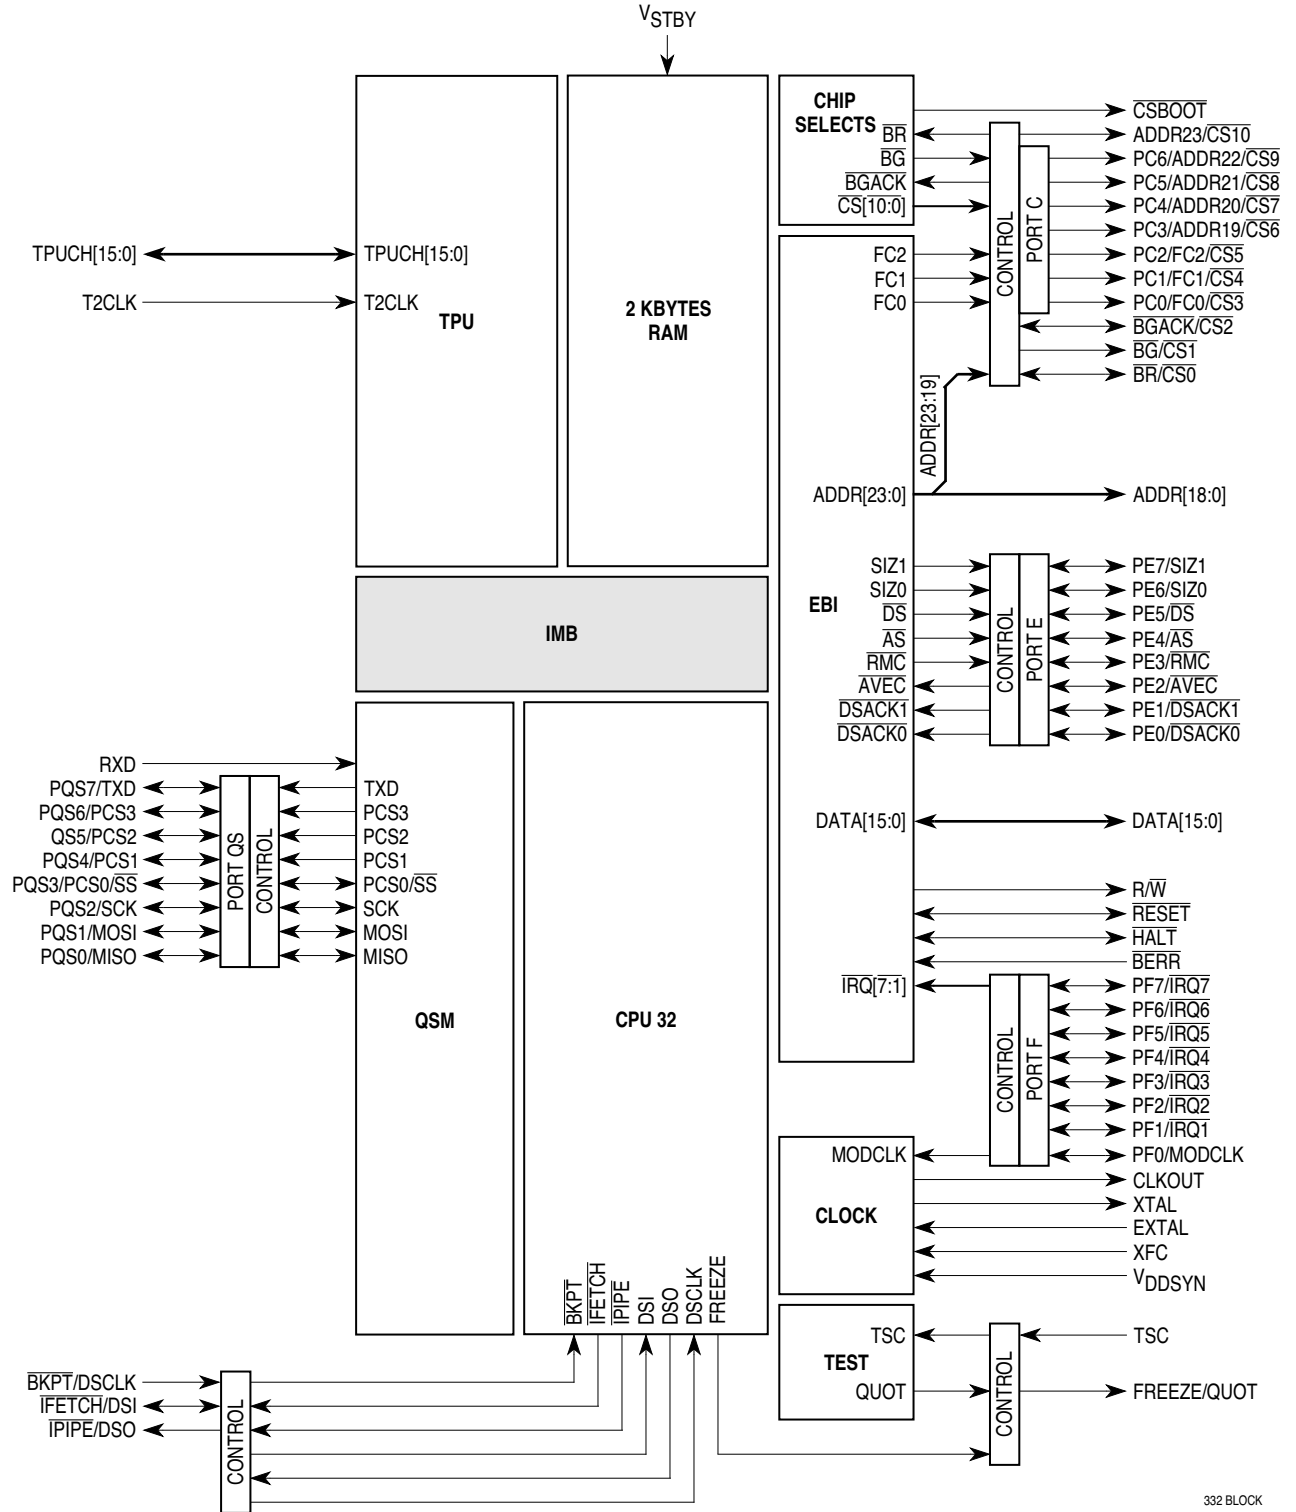 VSTBY
CHIP
SELECTS
BR
BG
BGACK
CS[10:0]
CONTROL
PORT C
CSBOOT
ADDR23/CS10
PC6/ADDR22/CS9
PC5/ADDR21/CS8
PC4/ADDR20/CS7
PC3/ADDR19/CS6
PC2/FC2/CS5
PC1/FC1/CS4
PC0/FC0/CS3
BGACK/CS2
BG/CS1
BR/CS0
TPUCH[15:0]
T2CLK
TPUCH[15:0]
T2CLK
TPU
2 KBYTES
RAM
FC2
FC1
FC0
ADDR[23:19]
ADDR[23:0]
ADDR[18:0]
EBI
SIZ1
SIZ0
DS
AS
RMC
AVEC
DSACK1
DSACK0
CONTROL
PORT E
PE7/SIZ1
PE6/SIZ0
PE5/DS
PE4/AS
PE3/RMC
PE2/AVEC
PE1/DSACK1
PE0/DSACK0
IMB
RXD
PQS7/TXD
PQS6/PCS3
QS5/PCS2
PQS4/PCS1
PQS3/PCS0/SS
PQS2/SCK
PQS1/MOSI
PQS0/MISO
PORT QS
CONTROL
TXD
PCS3
PCS2
PCS1
PCS0/SS
SCK
MOSI
MISO
QSM
CPU 32
DATA[15:0]
DATA[15:0]
R/W
RESET
HALT
BERR
IRQ[7:1]
CONTROL
PORT F
PF7/IRQ7
PF6/IRQ6
PF5/IRQ5
PF4/IRQ4
PF3/IRQ3
PF2/IRQ2
PF1/IRQ1
PF0/MODCLK
MODCLK
CLOCK
CLKOUT
XTAL
EXTAL
XFC
VDDSYN
BKPT
IFETCH
IPIPE
DSI
DSO
DSCLK
FREEZE
TSC
TEST
QUOT
CONTROL
TSC
FREEZE/QUOT
BKPT/DSCLK
IFETCH/DSI
IPIPE/DSO
CONTROL
332 BLOCK